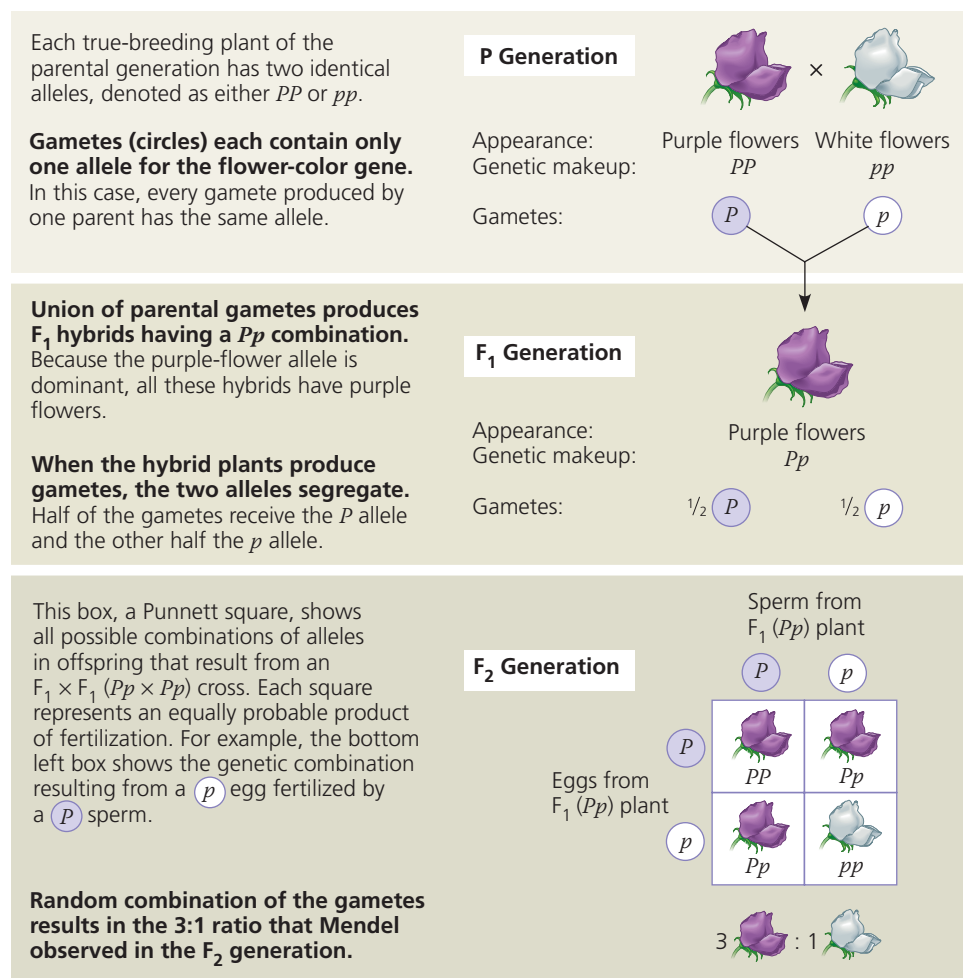 Each true-breeding plant of the
parental generation has two identical
alleles, denoted as either PP or pp.
Gametes (circles) each contain only
one allele for the flower-color gene.
In this case, every gamete produced by
one parent has the same allele.
P Generation
×
Appearance: Purple flowers White flowers
Genetic makeup: PP pp
Gametes: P p
Union of parental gametes produces
F₁ hybrids having a Pp combination.
Because the purple-flower allele is
dominant, all these hybrids have purple
flowers.
When the hybrid plants produce
gametes, the two alleles segregate.
Half of the gametes receive the P allele
and the other half the p allele.
F₁ Generation
Appearance: Purple flowers
Genetic makeup: Pp
Gametes: 1/2 P 1/2 p
This box, a Punnett square, shows
all possible combinations of alleles
in offspring that result from an
F₁ × F₁ (Pp × Pp) cross. Each square
represents an equally probable product
of fertilization. For example, the bottom
left box shows the genetic combination
resulting from a p egg fertilized by
a P sperm.
Random combination of the gametes
results in the 3:1 ratio that Mendel
observed in the F₂ generation.
F₂ Generation
Sperm from
F₁ (Pp) plant
P p
Eggs from
F₁ (Pp) plant
P
PP Pp
p
Pp pp
3 : 1